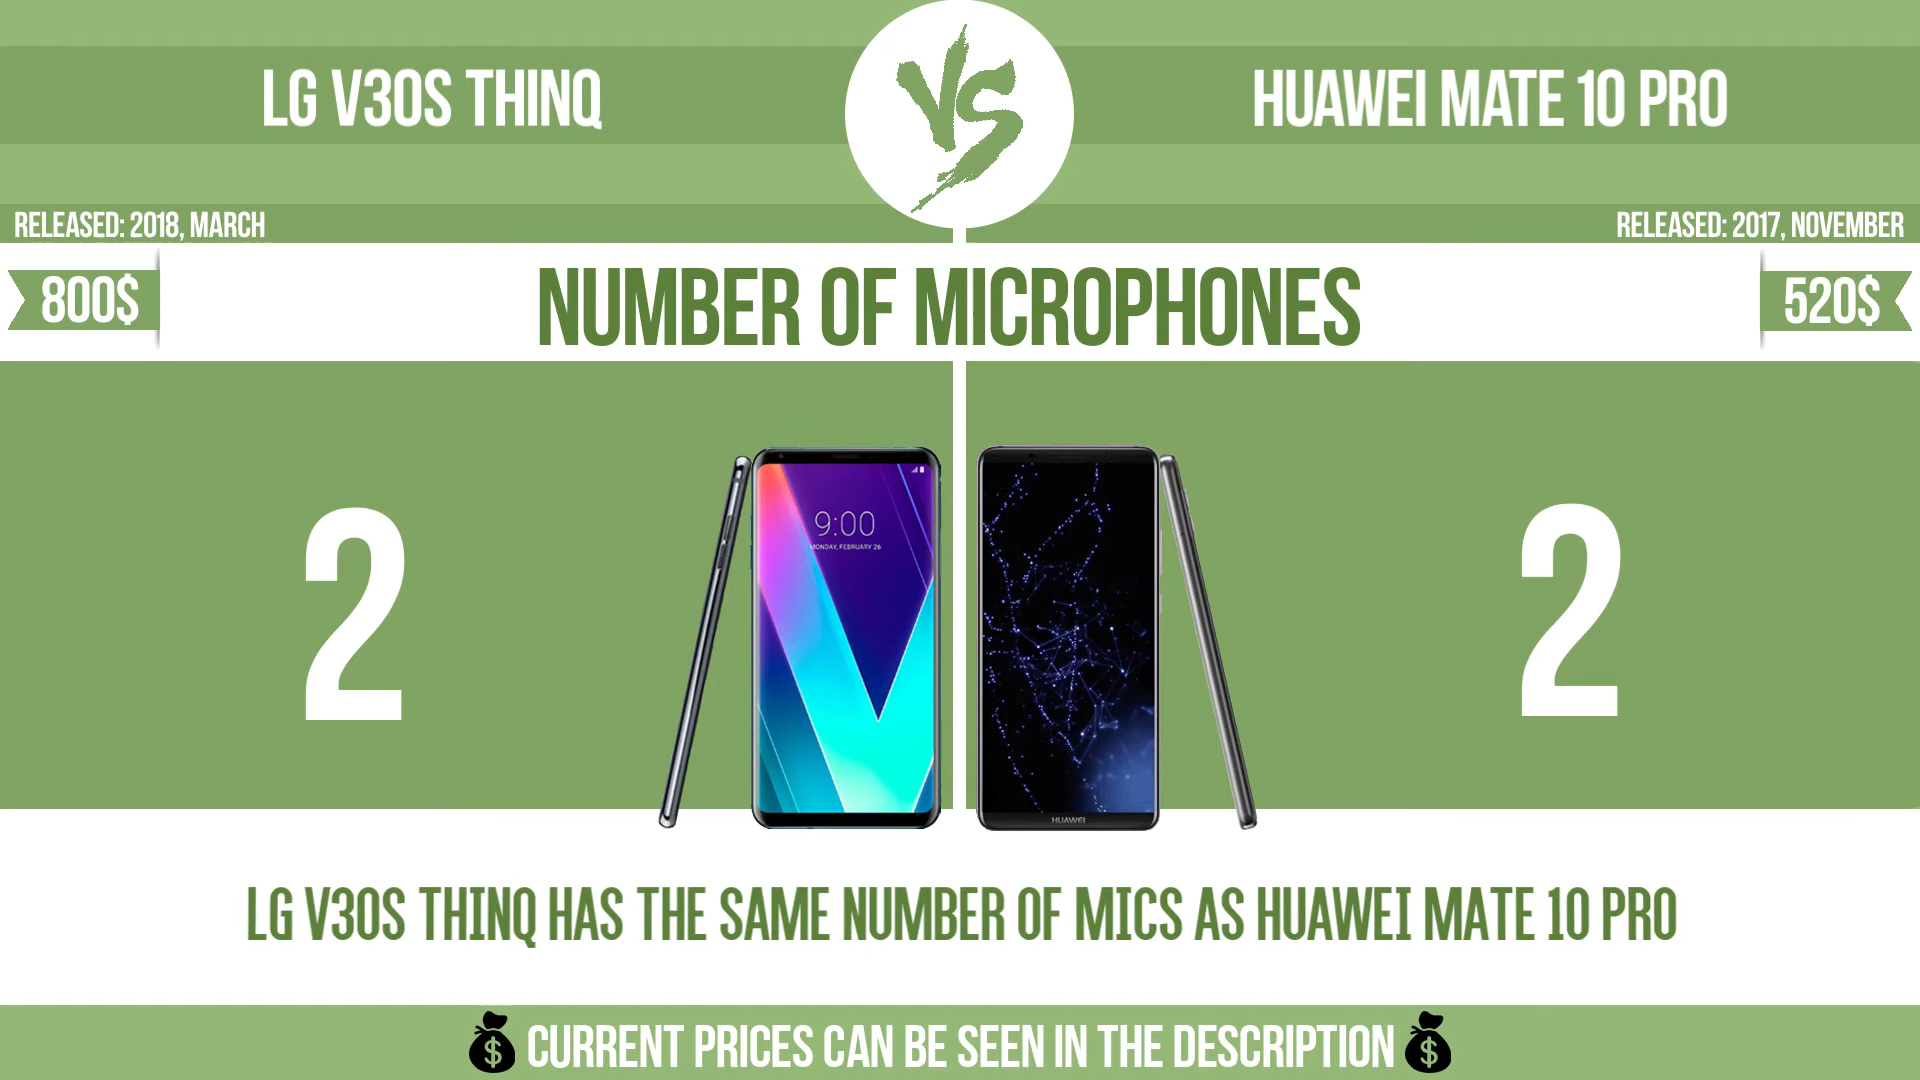 LG V30S THINQ
VS
HUAWEI MATE 10 PRO
RELEASED: 2018, MARCH
RELEASED: 2017, NOVEMBER
800$
NUMBER OF MICROPHONES
520$
9:00
MONDAY, FEBRUARY 26
2
2
HUAWEI
LG V30S THINQ HAS THE SAME NUMBER OF MICS AS HUAWEI MATE 10 PRO
$ CURRENT PRICES CAN BE SEEN IN THE DESCRIPTION $